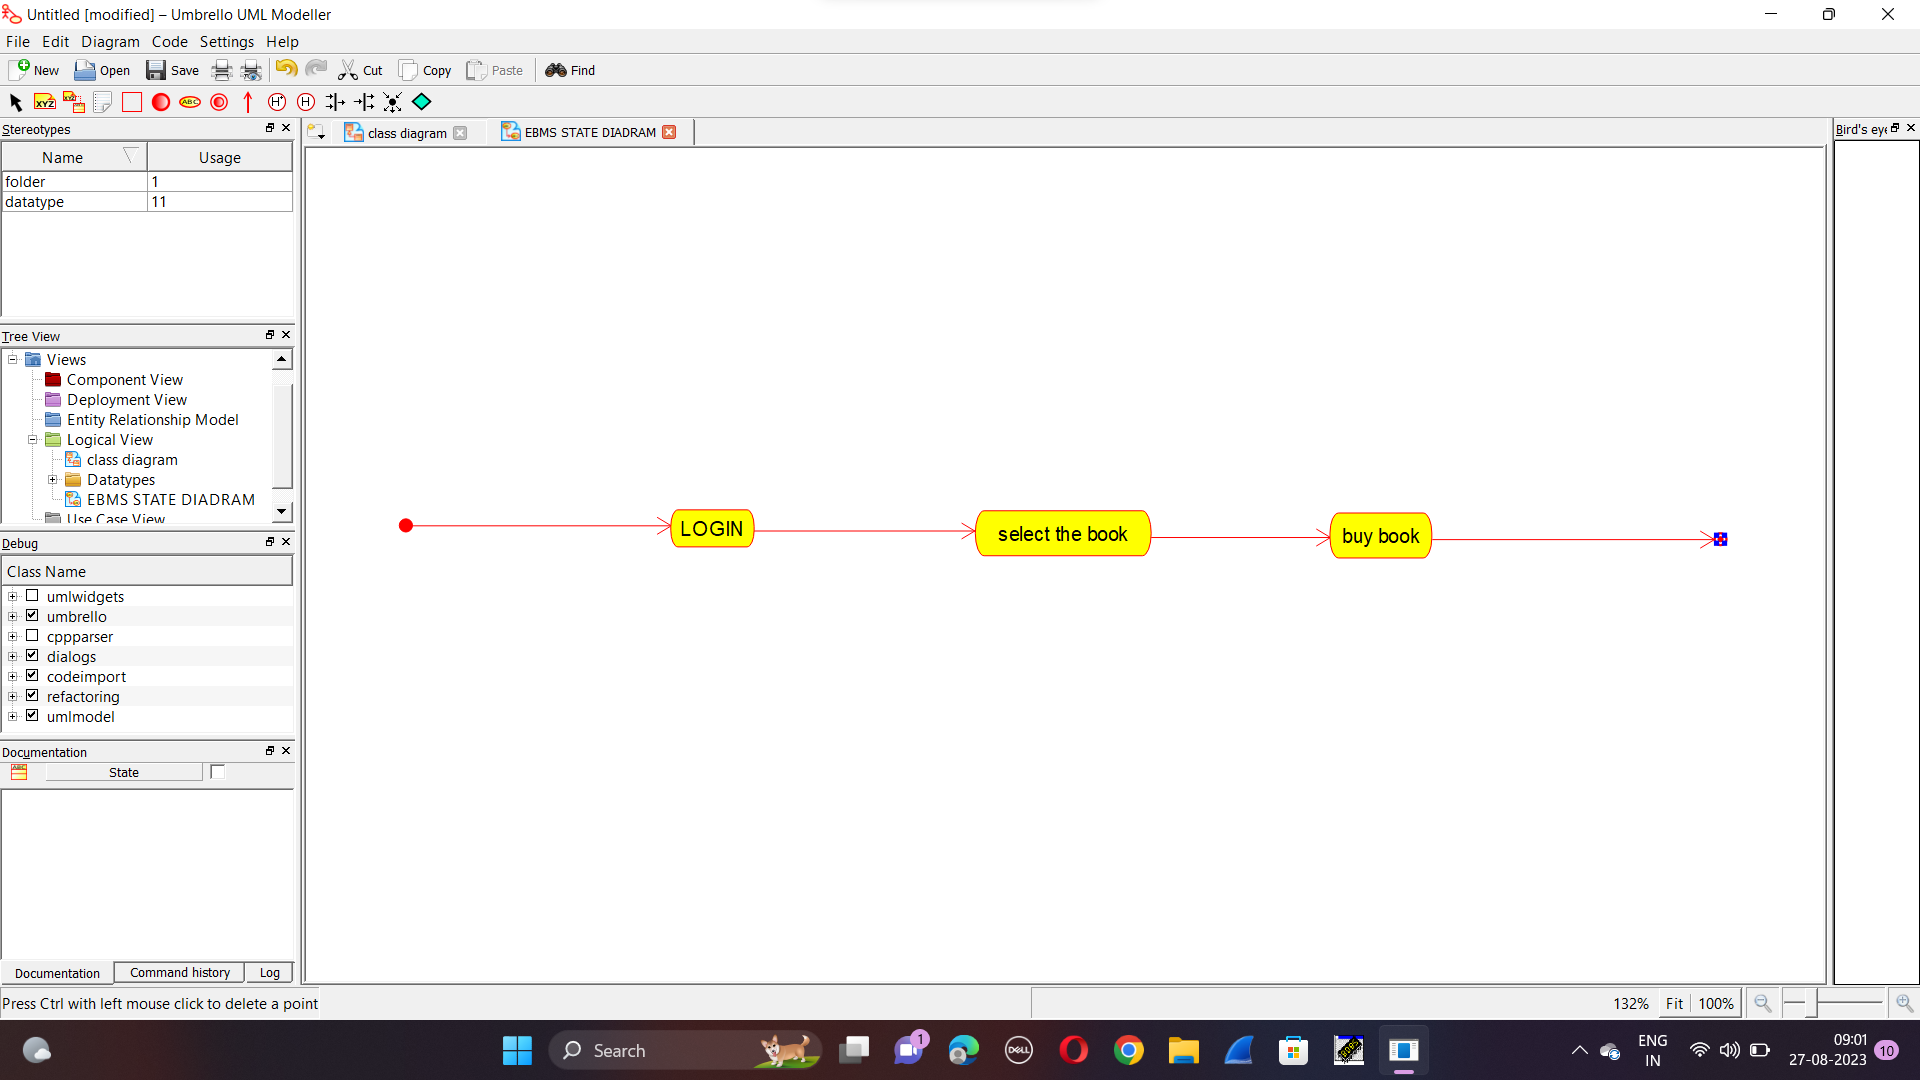 Untitled [modified] – Umbrello UML Modeller
File Edit Diagram Code Settings Help
New Open Save Cut Copy Paste Find
XYZ XYZ ABC H* H
Stereotypes
Name Usage
folder 1
datatype 11
Tree View
Views
Component View
Deployment View
Entity Relationship Model
Logical View
class diagram
Datatypes
EBMS STATE DIADRAM
Use Case View
Debug
Class Name
umlwidgets
umbrello
cppparser
dialogs
codeimport
refactoring
umlmodel
Documentation
State
Documentation Command history Log
class diagram EBMS STATE DIADRAM
LOGIN select the book buy book
Bird's eye
Press Ctrl with left mouse click to delete a point
132% Fit 100%
Search
1
DELL
ENG
IN
09:01
27-08-2023
10